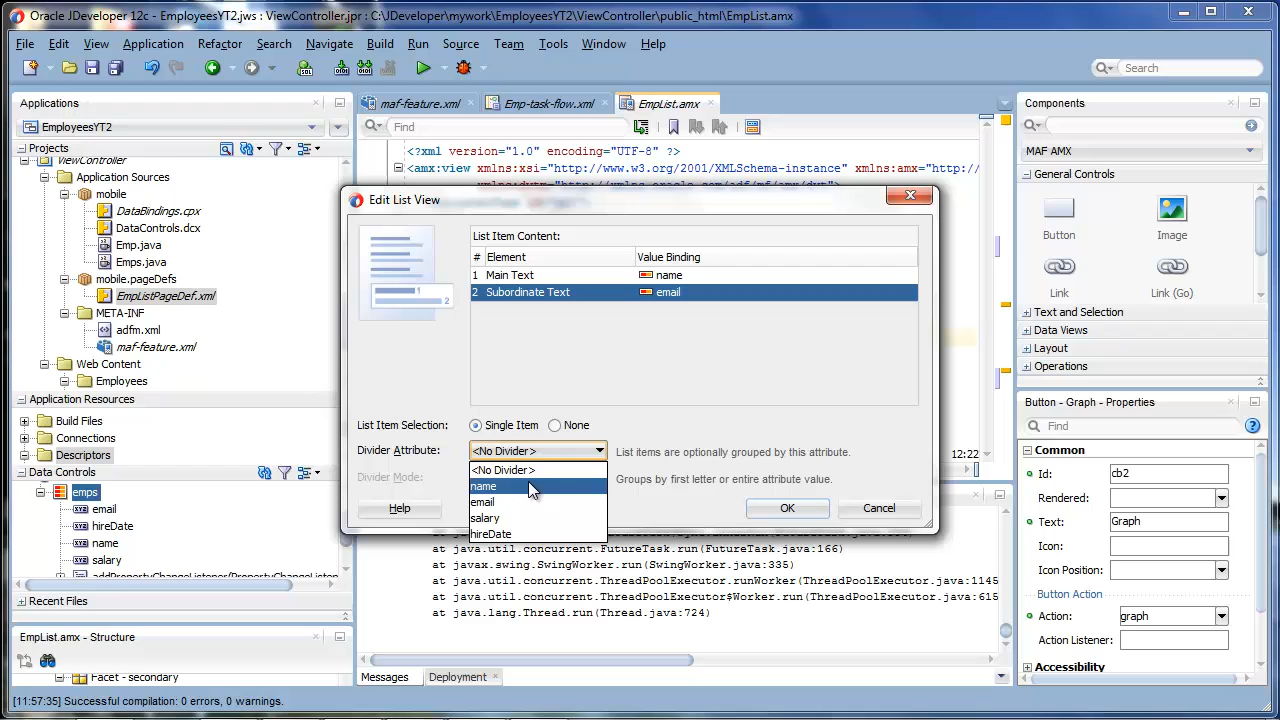 Oracle JDeveloper 12c - EmployeesYT2.jws : ViewController.jpr : C:\JDeveloper\mywork\EmployeesYT2\ViewController\public_html\EmpList.amx
File Edit View Application Refactor Search Navigate Build Run Source Team Tools Window Help
Search
Applications
EmployeesYT2
Projects
ViewController
Application Sources
mobile
DataBindings.cpx
DataControls.dcx
Emp.java
Emps.java
mobile.pageDefs
EmpListPageDef.xml
META-INF
adfm.xml
maf-feature.xml
Web Content
Employees
Application Resources
Build Files
Connections
Descriptors
Data Controls
emps
email
hireDate
name
salary
Recent Files
EmpList.amx - Structure
Facet - secondary
[11:57:35] Successful compilation: 0 errors, 0 warnings.
maf-feature.xml Emp-task-flow.xml EmpList.amx
Find
<?xml version="1.0" encoding="UTF-8" ?>
<amx:view xmlns:xsi="http://www.w3.org/2001/XMLSchema-instance" xmlns:amx="http://
12:22
Edit List View
List Item Content:
# Element Value Binding
1 Main Text name
2 Subordinate Text email
List Item Selection: Single Item None
Divider Attribute: <No Divider> List items are optionally grouped by this attribute.
<No Divider>
Divider Mode: Groups by first letter or entire attribute value.
name
email
salary
hireDate
Help OK Cancel
at java.util.concurrent.FutureTask.run(FutureTask.java:166)
at javax.swing.SwingWorker.run(SwingWorker.java:335)
at java.util.concurrent.ThreadPoolExecutor.runWorker(ThreadPoolExecutor.java:1145
at java.util.concurrent.ThreadPoolExecutor$Worker.run(ThreadPoolExecutor.java:615
at java.lang.Thread.run(Thread.java:724)
Messages Deployment
Components
MAF AMX
General Controls
Button Image
Link Link (Go)
Text and Selection
Data Views
Layout
Operations
Button - Graph - Properties
Find
Common
Id: cb2
Rendered:
Text: Graph
Icon:
Icon Position:
Button Action
Action: graph
Action Listener:
Accessibility